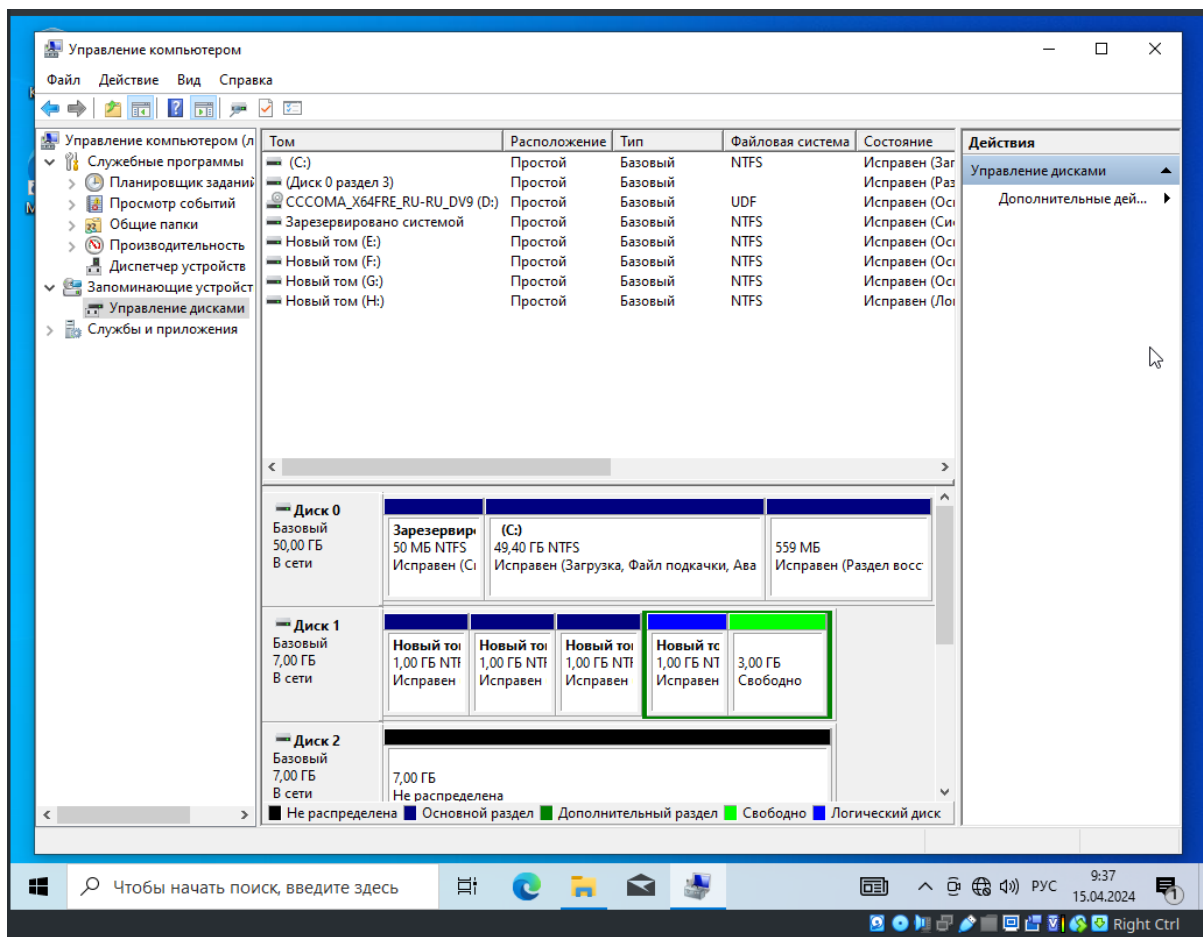 Управление компьютером
Файл Действие Вид Справка
Управление компьютером (л
Служебные программы
Планировщик заданий
Просмотр событий
Общие папки
Производительность
Диспетчер устройств
Запоминающие устройст
Управление дисками
Службы и приложения
Том Расположение Тип Файловая система Состояние
(C:) Простой Базовый NTFS Исправен (Заг
(Диск 0 раздел 3) Простой Базовый Исправен (Раз
CCCOMA_X64FRE_RU-RU_DV9 (D:) Простой Базовый UDF Исправен (Осн
Зарезервировано системой Простой Базовый NTFS Исправен (Сис
Новый том (E:) Простой Базовый NTFS Исправен (Осн
Новый том (F:) Простой Базовый NTFS Исправен (Осн
Новый том (G:) Простой Базовый NTFS Исправен (Осн
Новый том (H:) Простой Базовый NTFS Исправен (Лог
Действия
Управление дисками
Дополнительные дей...
Диск 0
Базовый
50,00 ГБ
В сети
Зарезервир
50 МБ NTFS
Исправен (Си
(C:)
49,40 ГБ NTFS
Исправен (Загрузка, Файл подкачки, Ава
559 МБ
Исправен (Раздел восс
Диск 1
Базовый
7,00 ГБ
В сети
Новый то
1,00 ГБ NTF
Исправен
Новый то
1,00 ГБ NTF
Исправен
Новый то
1,00 ГБ NTF
Исправен
Новый то
1,00 ГБ NT
Исправен
3,00 ГБ
Свободно
Диск 2
Базовый
7,00 ГБ
В сети
7,00 ГБ
Не распределена
Не распределена Основной раздел Дополнительный раздел Свободно Логический диск
Чтобы начать поиск, введите здесь
РУС
9:37
15.04.2024
1
Right Ctrl